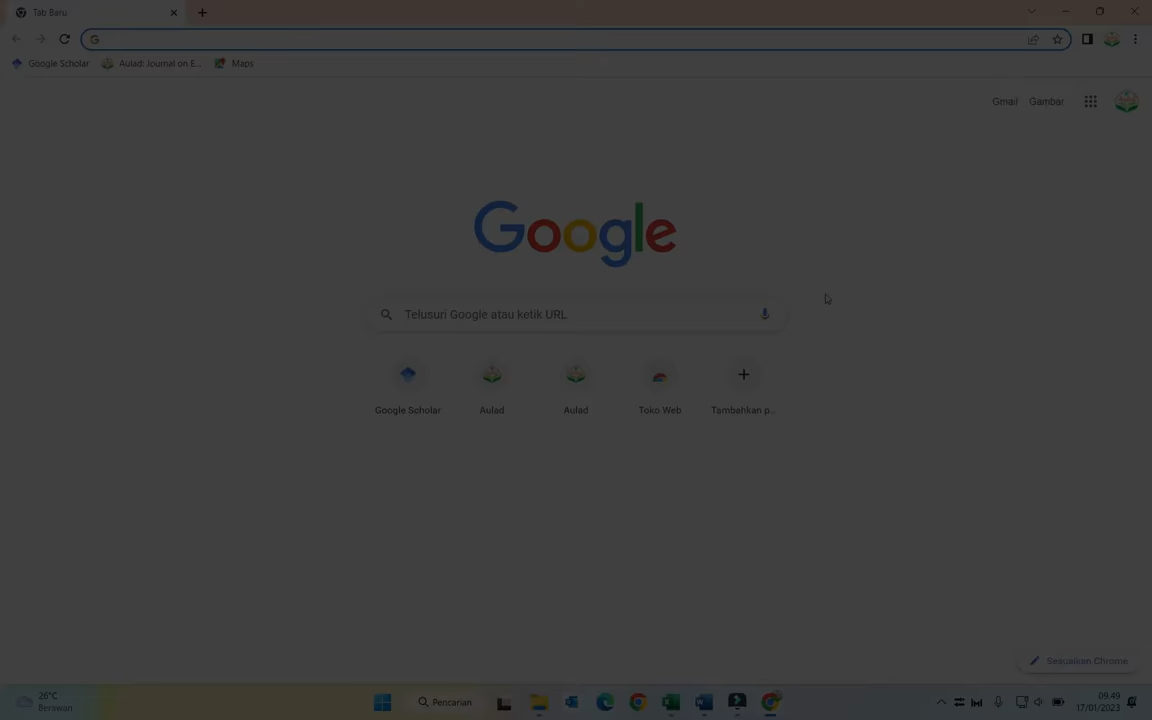 Tab Baru
Google Scholar
Aulad: Journal on E...
Maps
Gmail
Gambar
Google
Telusuri Google atau ketik URL
Google Scholar
Aulad
Aulad
Toko Web
Tambahkan p...
Sesuaikan Chrome
26°C
Berawan
Pencarian
09.49
17/01/2023